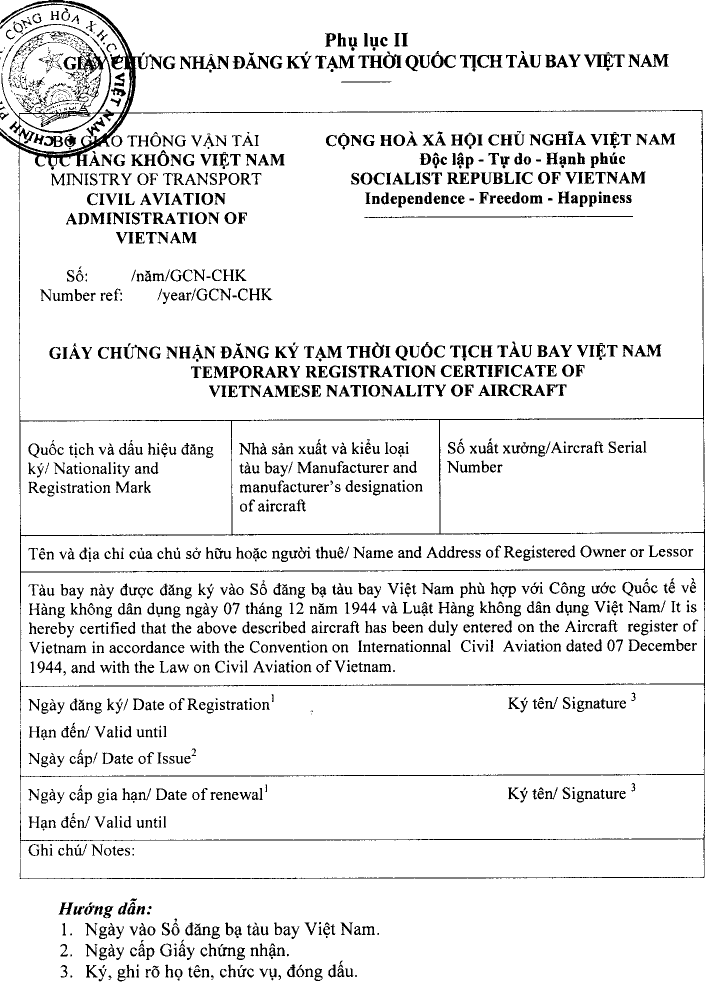 CỘNG HÒA X.H.C.N VIỆT NAM
CHÍNH PH
Phụ lục II
GIẤY CHỨNG NHẬN ĐĂNG KÝ TẠM THỜI QUỐC TỊCH TÀU BAY VIỆT NAM
BỘ GIAO THÔNG VẬN TẢI
CỤC HÀNG KHÔNG VIỆT NAM
MINISTRY OF TRANSPORT
CIVIL AVIATION
ADMINISTRATION OF
VIETNAM
CỘNG HOÀ XÃ HỘI CHỦ NGHĨA VIỆT NAM
Độc lập - Tự do - Hạnh phúc
SOCIALIST REPUBLIC OF VIETNAM
Independence - Freedom - Happiness
Số: /năm/GCN-CHK
Number ref: /year/GCN-CHK
GIẤY CHỨNG NHẬN ĐĂNG KÝ TẠM THỜI QUỐC TỊCH TÀU BAY VIỆT NAM
TEMPORARY REGISTRATION CERTIFICATE OF
VIETNAMESE NATIONALITY OF AIRCRAFT
Quốc tịch và dấu hiệu đăng
ký/ Nationality and
Registration Mark
Nhà sản xuất và kiểu loại
tàu bay/ Manufacturer and
manufacturer's designation
of aircraft
Số xuất xưởng/Aircraft Serial
Number
Tên và địa chỉ của chủ sở hữu hoặc người thuê/ Name and Address of Registered Owner or Lessor
Tàu bay này được đăng ký vào Sổ đăng bạ tàu bay Việt Nam phù hợp với Công ước Quốc tế về
Hàng không dân dụng ngày 07 tháng 12 năm 1944 và Luật Hàng không dân dụng Việt Nam/ It is
hereby certified that the above described aircraft has been duly entered on the Aircraft register of
Vietnam in accordance with the Convention on Internationnal Civil Aviation dated 07 December
1944, and with the Law on Civil Aviation of Vietnam.
Ngày đăng ký/ Date of Registration¹ Ký tên/ Signature ³
Hạn đến/ Valid until
Ngày cấp/ Date of Issue²
Ngày cấp gia hạn/ Date of renewal¹ Ký tên/ Signature ³
Hạn đến/ Valid until
Ghi chú/ Notes:
Hướng dẫn:
1. Ngày vào Sổ đăng bạ tàu bay Việt Nam.
2. Ngày cấp Giấy chứng nhận.
3. Ký, ghi rõ họ tên, chức vụ, đóng dấu.